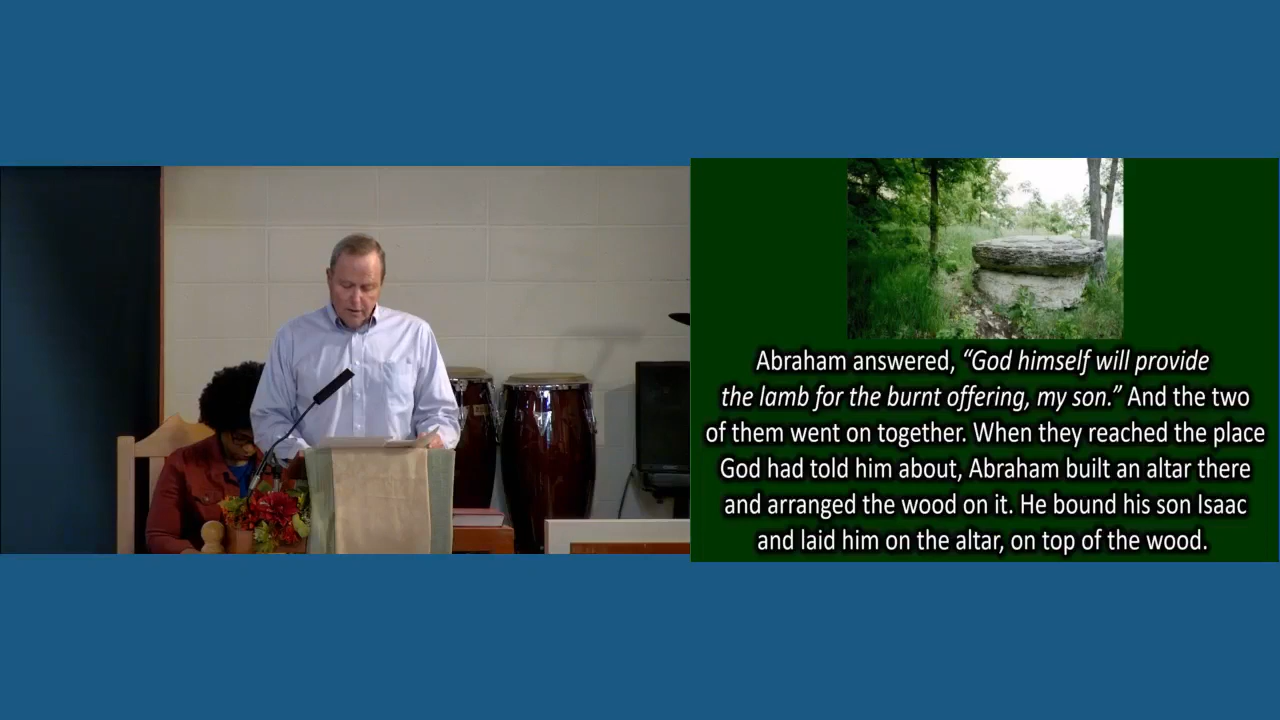 Abraham answered, “God himself will provide
the lamb for the burnt offering, my son.” And the two
of them went on together. When they reached the place
God had told him about, Abraham built an altar there
and arranged the wood on it. He bound his son Isaac
and laid him on the altar, on top of the wood.